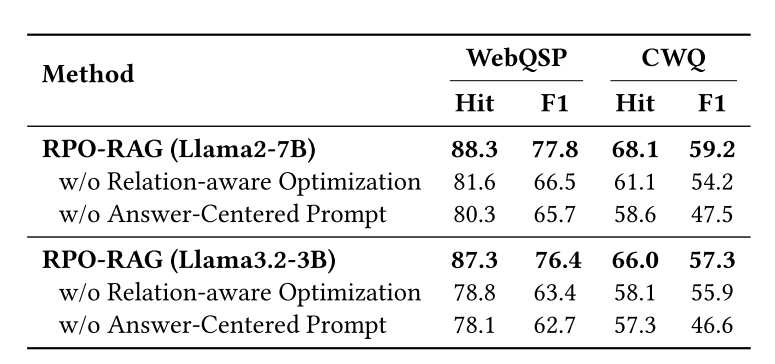 Method WebQSP CWQ
Hit F1 Hit F1
RPO-RAG (Llama2-7B) 88.3 77.8 68.1 59.2
w/o Relation-aware Optimization 81.6 66.5 61.1 54.2
w/o Answer-Centered Prompt 80.3 65.7 58.6 47.5
RPO-RAG (Llama3.2-3B) 87.3 76.4 66.0 57.3
w/o Relation-aware Optimization 78.8 63.4 58.1 55.9
w/o Answer-Centered Prompt 78.1 62.7 57.3 46.6